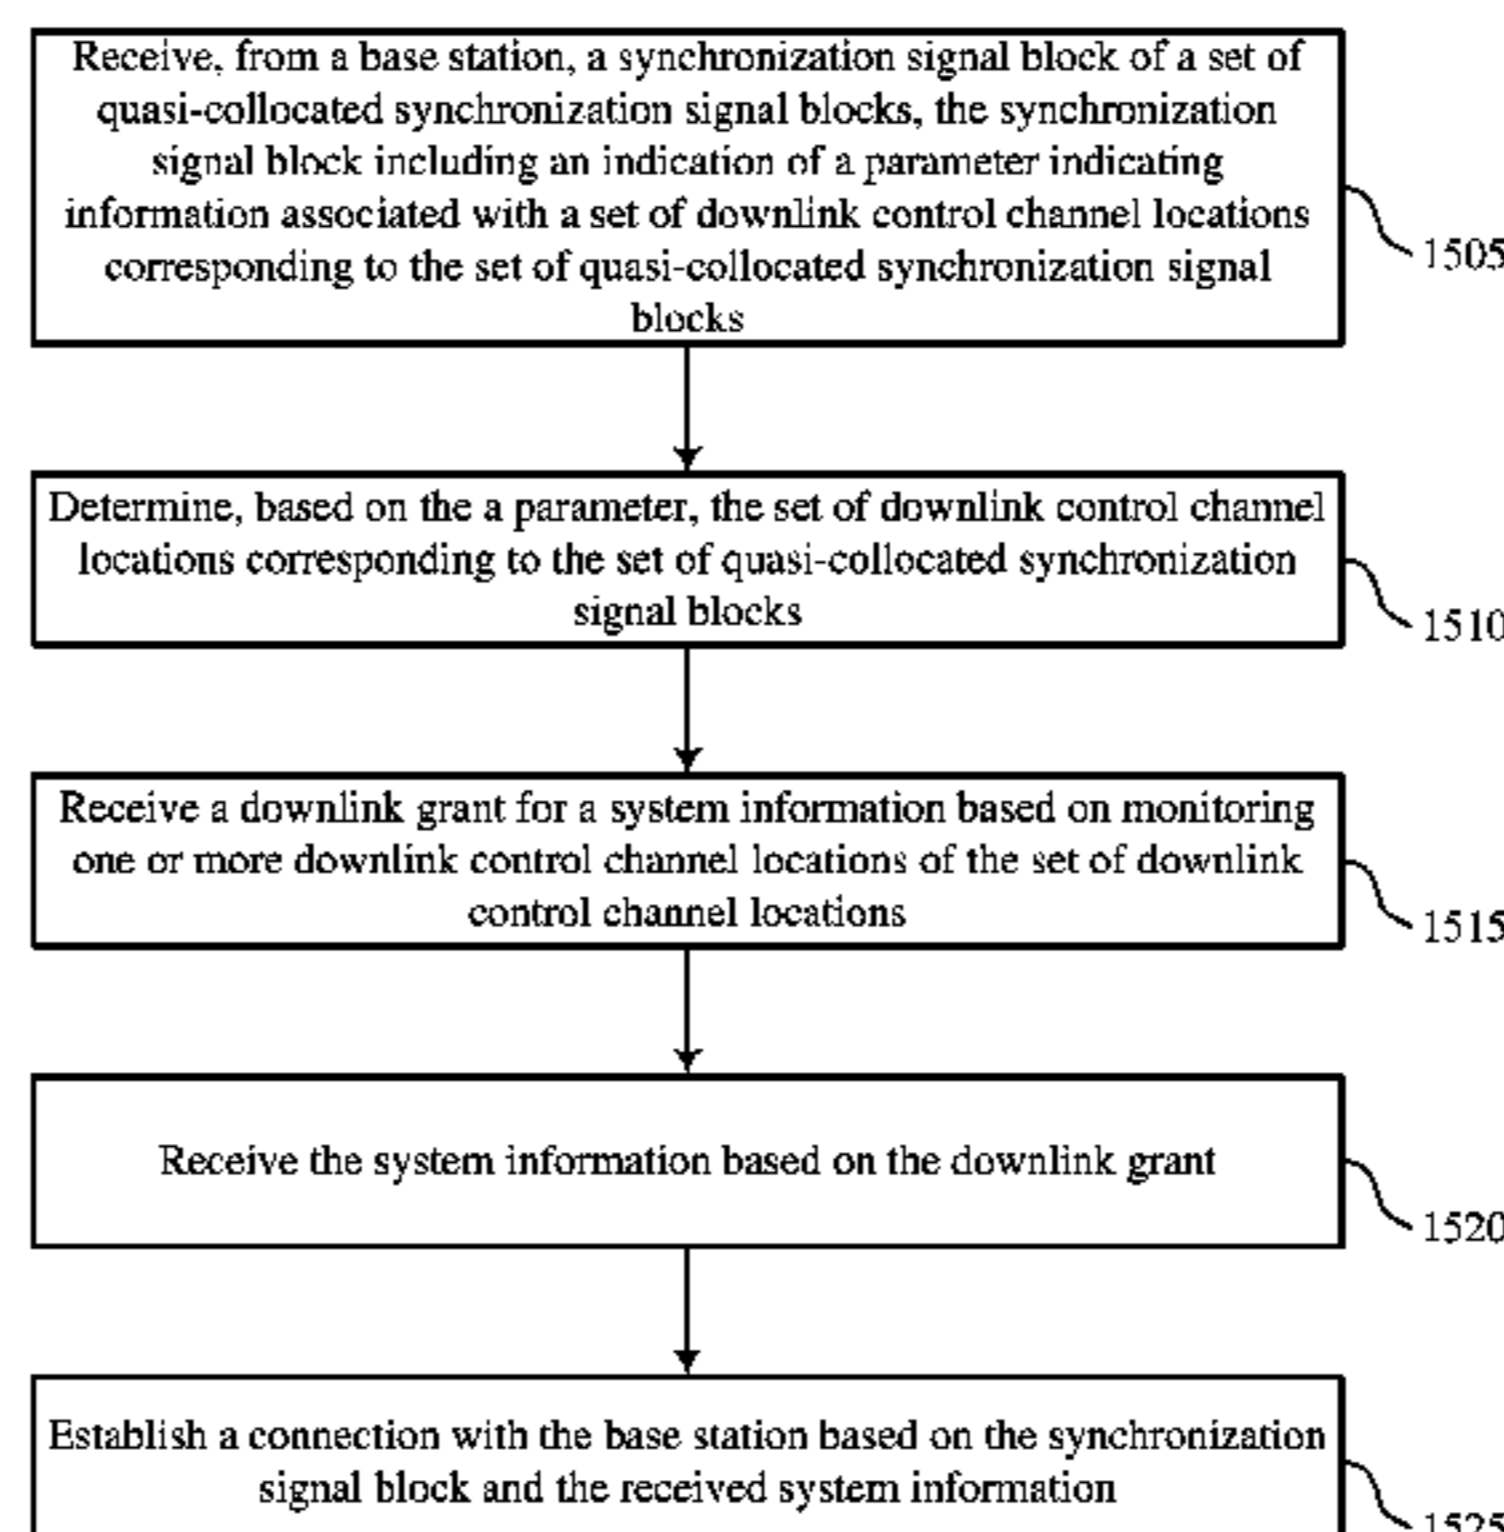 Receive, from a base station, a synchronization signal block of a set of
quasi-collocated synchronization signal blocks, the synchronization
signal block including an indication of a parameter indicating
information associated with a set of downlink control channel locations
corresponding to the set of quasi-collocated synchronization signal
blocks
1505
Determine, based on the a parameter, the set of downlink control channel
locations corresponding to the set of quasi-collocated synchronization
signal blocks
1510
Receive a downlink grant for a system information based on monitoring
one or more downlink control channel locations of the set of downlink
control channel locations
1515
Receive the system information based on the downlink grant
1520
Establish a connection with the base station based on the synchronization
signal block and the received system information
1525